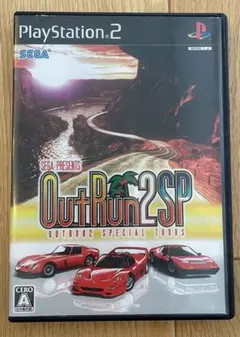 PlayStation 2
SEGA
SEGA PRESENTS
OutRun2SP
OUTRUN2 SPECIAL TOURS
CERO
A